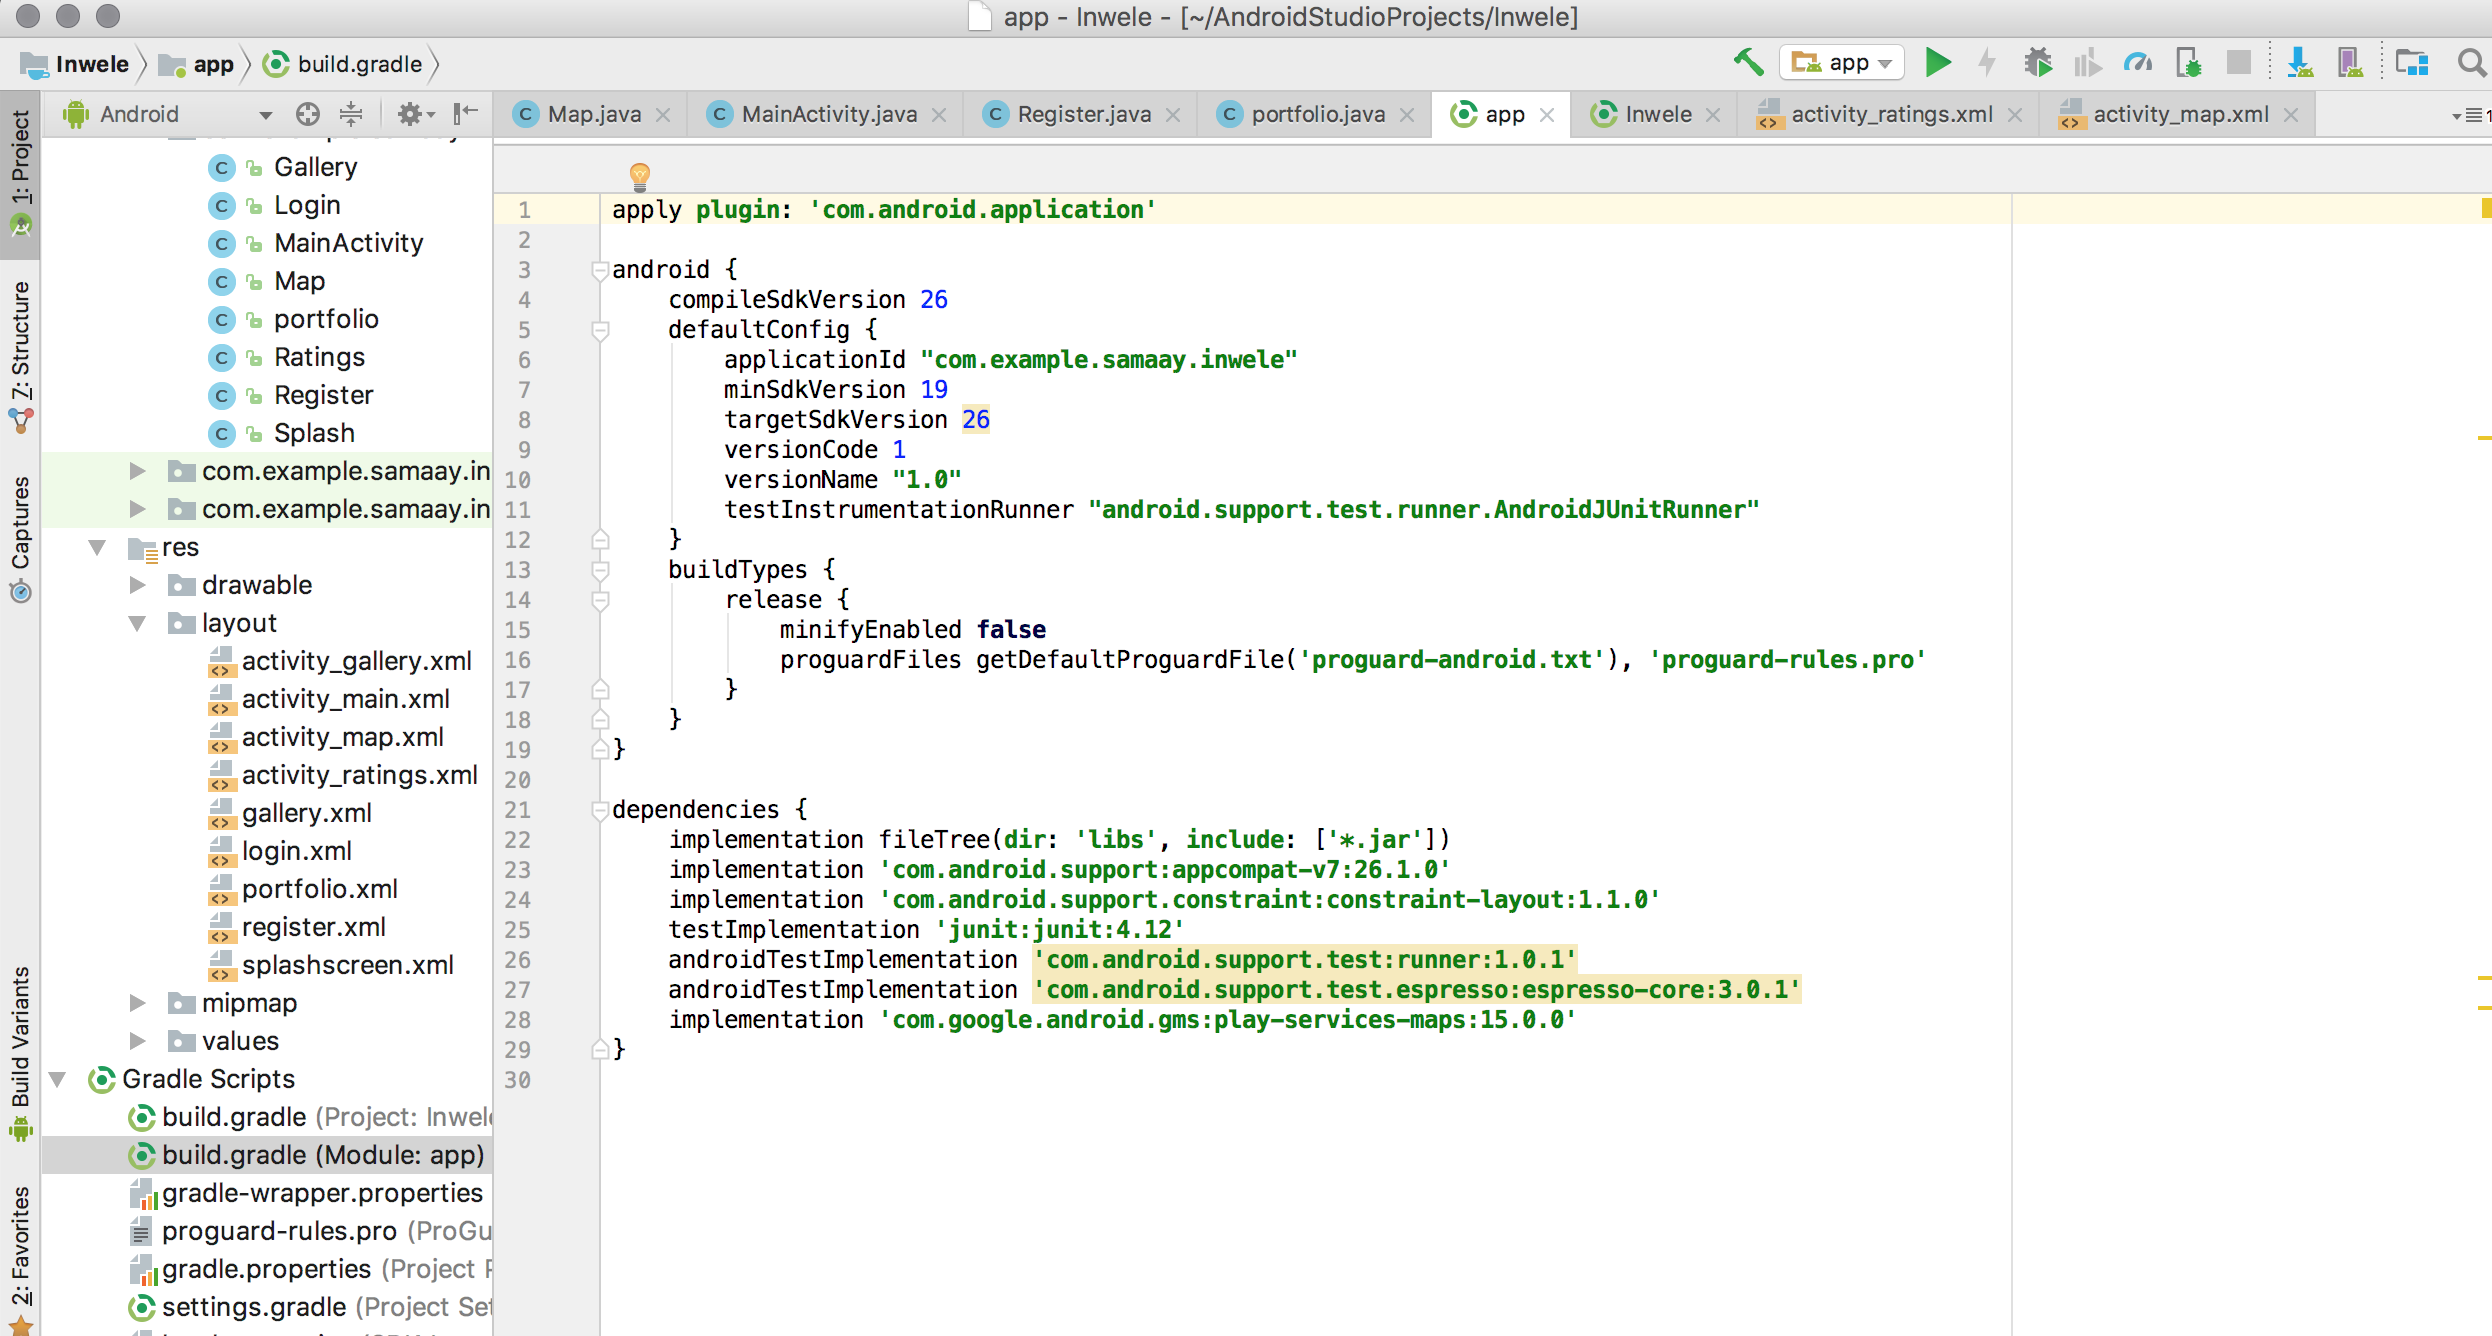 app - Inwele - [~/AndroidStudioProjects/Inwele]
Inwele app build.gradle
app
Android
Map.java MainActivity.java Register.java portfolio.java app Inwele activity_ratings.xml activity_map.xml
1: Project
7: Structure
Captures
Build Variants
2: Favorites
Gallery
Login
MainActivity
Map
portfolio
Ratings
Register
Splash
com.example.samaay.in
com.example.samaay.in
res
drawable
layout
activity_gallery.xml
activity_main.xml
activity_map.xml
activity_ratings.xml
gallery.xml
login.xml
portfolio.xml
register.xml
splashscreen.xml
mipmap
values
Gradle Scripts
build.gradle (Project: Inwele
build.gradle (Module: app)
gradle-wrapper.properties
proguard-rules.pro (ProGu
gradle.properties (Project P
settings.gradle (Project Set
1 apply plugin: 'com.android.application'
2
3 android {
4 compileSdkVersion 26
5 defaultConfig {
6 applicationId "com.example.samaay.inwele"
7 minSdkVersion 19
8 targetSdkVersion 26
9 versionCode 1
10 versionName "1.0"
11 testInstrumentationRunner "android.support.test.runner.AndroidJUnitRunner"
12 }
13 buildTypes {
14 release {
15 minifyEnabled false
16 proguardFiles getDefaultProguardFile('proguard-android.txt'), 'proguard-rules.pro'
17 }
18 }
19 }
20
21 dependencies {
22 implementation fileTree(dir: 'libs', include: ['*.jar'])
23 implementation 'com.android.support:appcompat-v7:26.1.0'
24 implementation 'com.android.support.constraint:constraint-layout:1.1.0'
25 testImplementation 'junit:junit:4.12'
26 androidTestImplementation 'com.android.support.test:runner:1.0.1'
27 androidTestImplementation 'com.android.support.test.espresso:espresso-core:3.0.1'
28 implementation 'com.google.android.gms:play-services-maps:15.0.0'
29 }
30